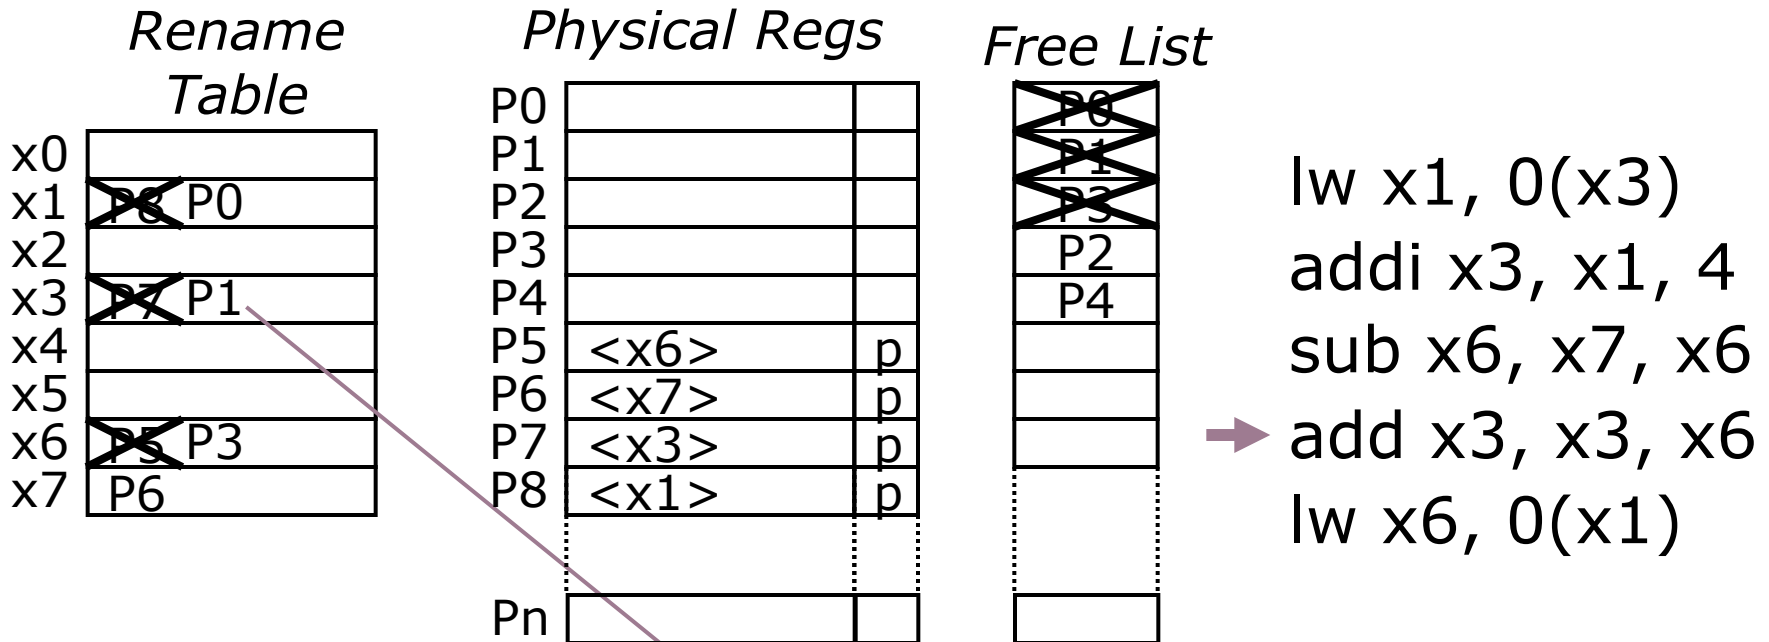 Rename
Table
x0
x1 P8 P0
x2
x3 P7 P1
x4
x5
x6 P5 P3
x7 P6
Physical Regs
P0
P1
P2
P3
P4
P5 <x6> p
P6 <x7> p
P7 <x3> p
P8 <x1> p
Pn
Free List
P0
P1
P3
P2
P4
lw x1, 0(x3)
addi x3, x1, 4
sub x6, x7, x6
add x3, x3, x6
lw x6, 0(x1)